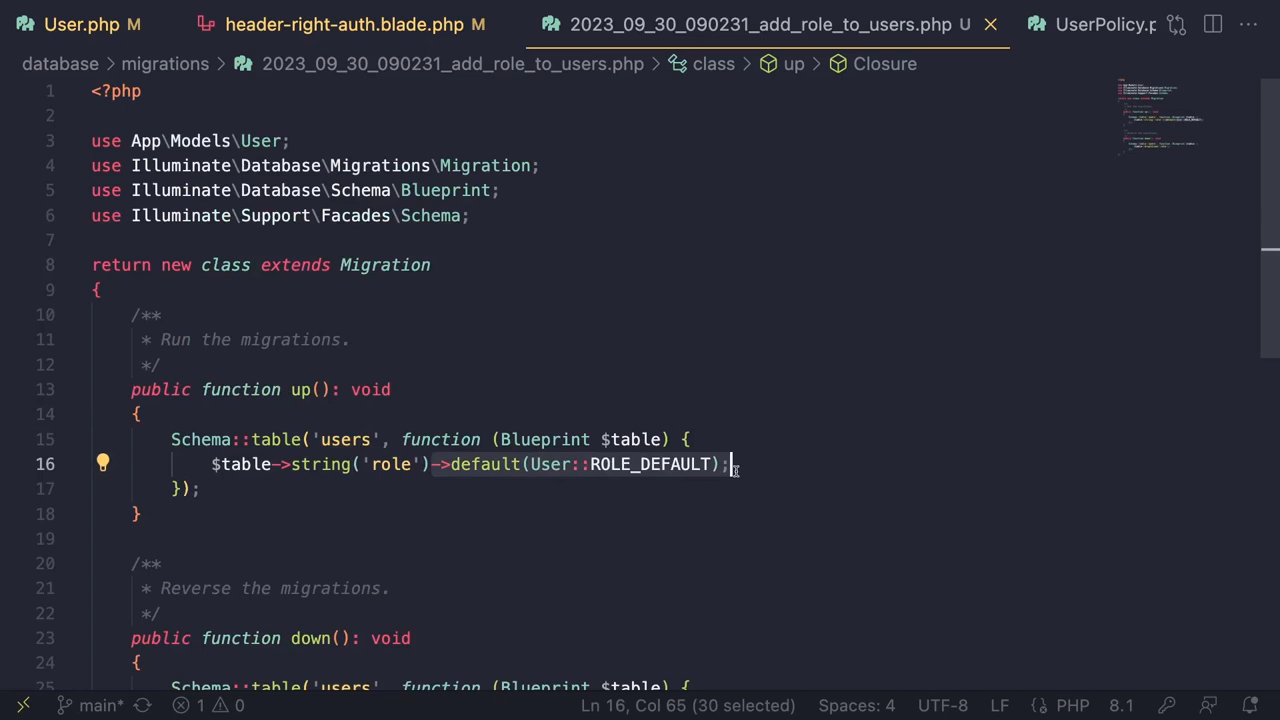 User.php M header-right-auth.blade.php M 2023_09_30_090231_add_role_to_users.php U UserPolicy.p
database > migrations > 2023_09_30_090231_add_role_to_users.php > class > up > Closure
1 <?php
2
3 use App\Models\User;
4 use Illuminate\Database\Migrations\Migration;
5 use Illuminate\Database\Schema\Blueprint;
6 use Illuminate\Support\Facades\Schema;
7
8 return new class extends Migration
9 {
10 /**
11 * Run the migrations.
12 */
13 public function up(): void
14 {
15 Schema::table('users', function (Blueprint $table) {
16 $table->string('role')->default(User::ROLE_DEFAULT);
17 });
18 }
19
20 /**
21 * Reverse the migrations.
22 */
23 public function down(): void
24 {
25 Schema::table('users', function (Blueprint $table) {
main* 1 0 Ln 16, Col 65 (30 selected) Spaces: 4 UTF-8 LF PHP 8.1